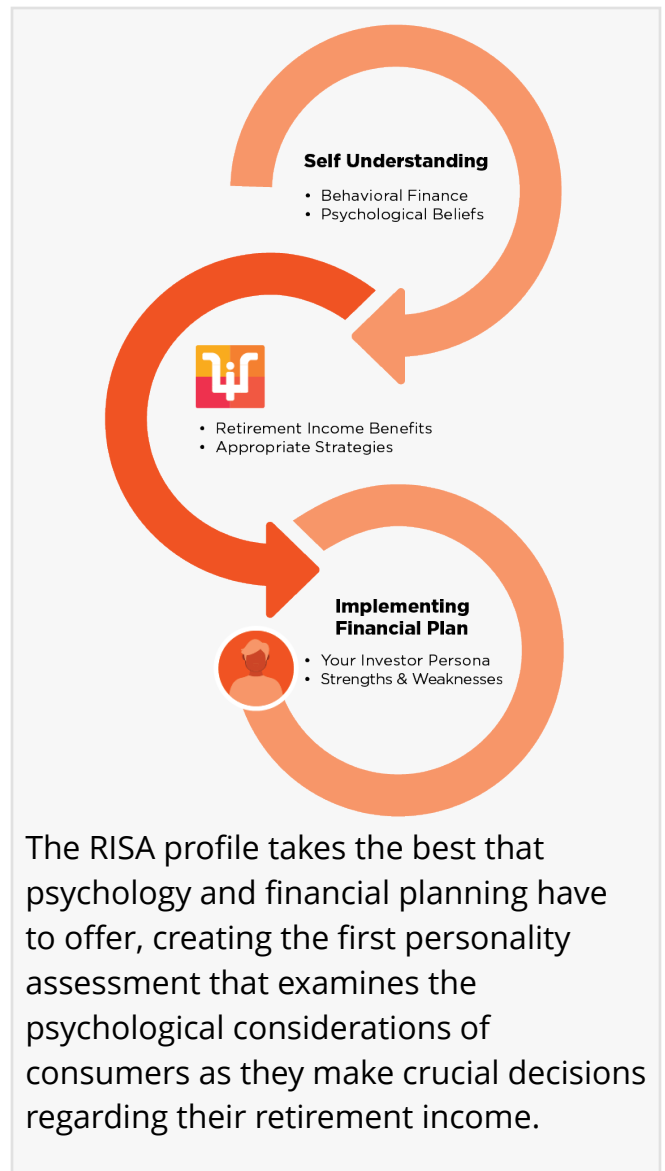 Self Understanding
• Behavioral Finance
• Psychological Beliefs
• Retirement Income Benefits
• Appropriate Strategies
Implementing
Financial Plan
• Your Investor Persona
• Strengths & Weaknesses
The RISA profile takes the best that
psychology and financial planning have
to offer, creating the first personality
assessment that examines the
psychological considerations of
consumers as they make crucial decisions
regarding their retirement income.